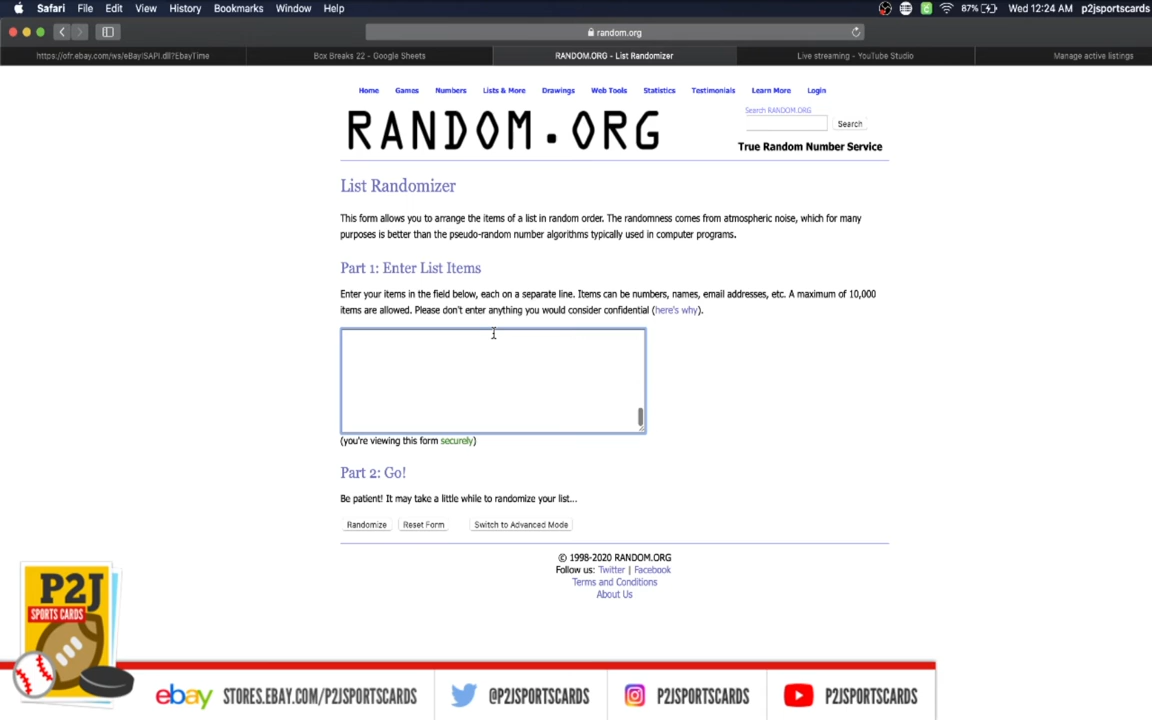 Safari File Edit View History Bookmarks Window Help 87% Wed 12:24 AM p2jsportscards
random.org
https://ofr.ebay.com/ws/eBayISAPI.dll?EbayTime Box Breaks 22 - Google Sheets RANDOM.ORG - List Randomizer Live streaming - YouTube Studio Manage active listings
Home Games Numbers Lists & More Drawings Web Tools Statistics Testimonials Learn More Login
Search RANDOM.ORG
Search
RANDOM.ORG
True Random Number Service
List Randomizer
This form allows you to arrange the items of a list in random order. The randomness comes from atmospheric noise, which for many
purposes is better than the pseudo-random number algorithms typically used in computer programs.
Part 1: Enter List Items
Enter your items in the field below, each on a separate line. Items can be numbers, names, email addresses, etc. A maximum of 10,000
items are allowed. Please don't enter anything you would consider confidential (here's why).
(you're viewing this form securely)
Part 2: Go!
Be patient! It may take a little while to randomize your list...
Randomize Reset Form Switch to Advanced Mode
© 1998-2020 RANDOM.ORG
Follow us: Twitter | Facebook
Terms and Conditions
About Us
P2J
SPORTS CARDS
ebay STORES.EBAY.COM/P2JSPORTSCARDS @P2JSPORTSCARDS P2JSPORTSCARDS P2JSPORTSCARDS